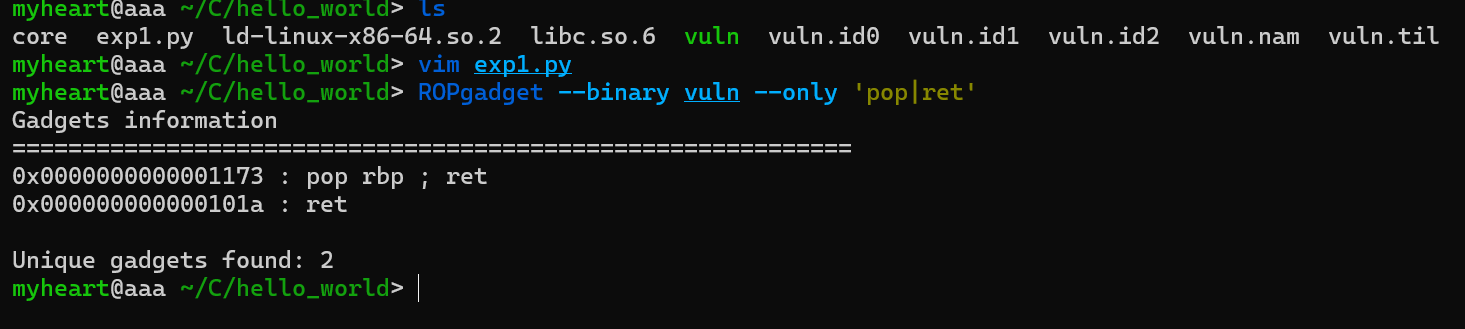 myheart@aaa ~/C/hello_world> ls
core  exp1.py  ld-linux-x86-64.so.2  libc.so.6  vuln  vuln.id0  vuln.id1  vuln.id2  vuln.nam  vuln.til
myheart@aaa ~/C/hello_world> vim exp1.py
myheart@aaa ~/C/hello_world> ROPgadget --binary vuln --only 'pop|ret'
Gadgets information
============================================================
0x0000000000001173 : pop rbp ; ret
0x000000000000101a : ret
Unique gadgets found: 2
myheart@aaa ~/C/hello_world>